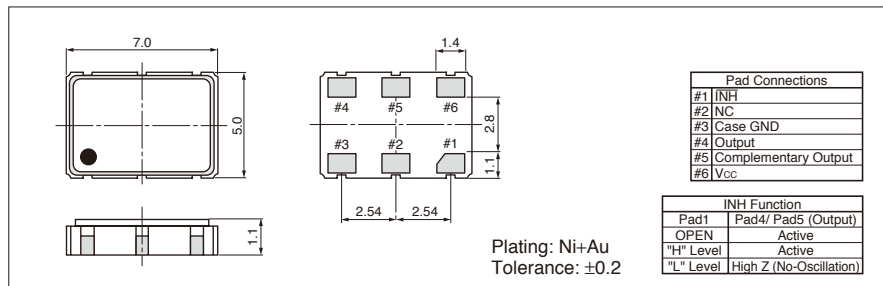 7.0
5.0
1.1
1.4
#4 #5 #6
#3 #2 #1
2.8
1.1
2.54 2.54
Plating: Ni+Au
Tolerance: ±0.2
Pad Connections
#1 INH
#2 NC
#3 Case GND
#4 Output
#5 Complementary Output
#6 Vcc
INH Function
Pad1 Pad4/ Pad5 (Output)
OPEN Active
"H" Level Active
"L" Level High Z (No-Oscillation)